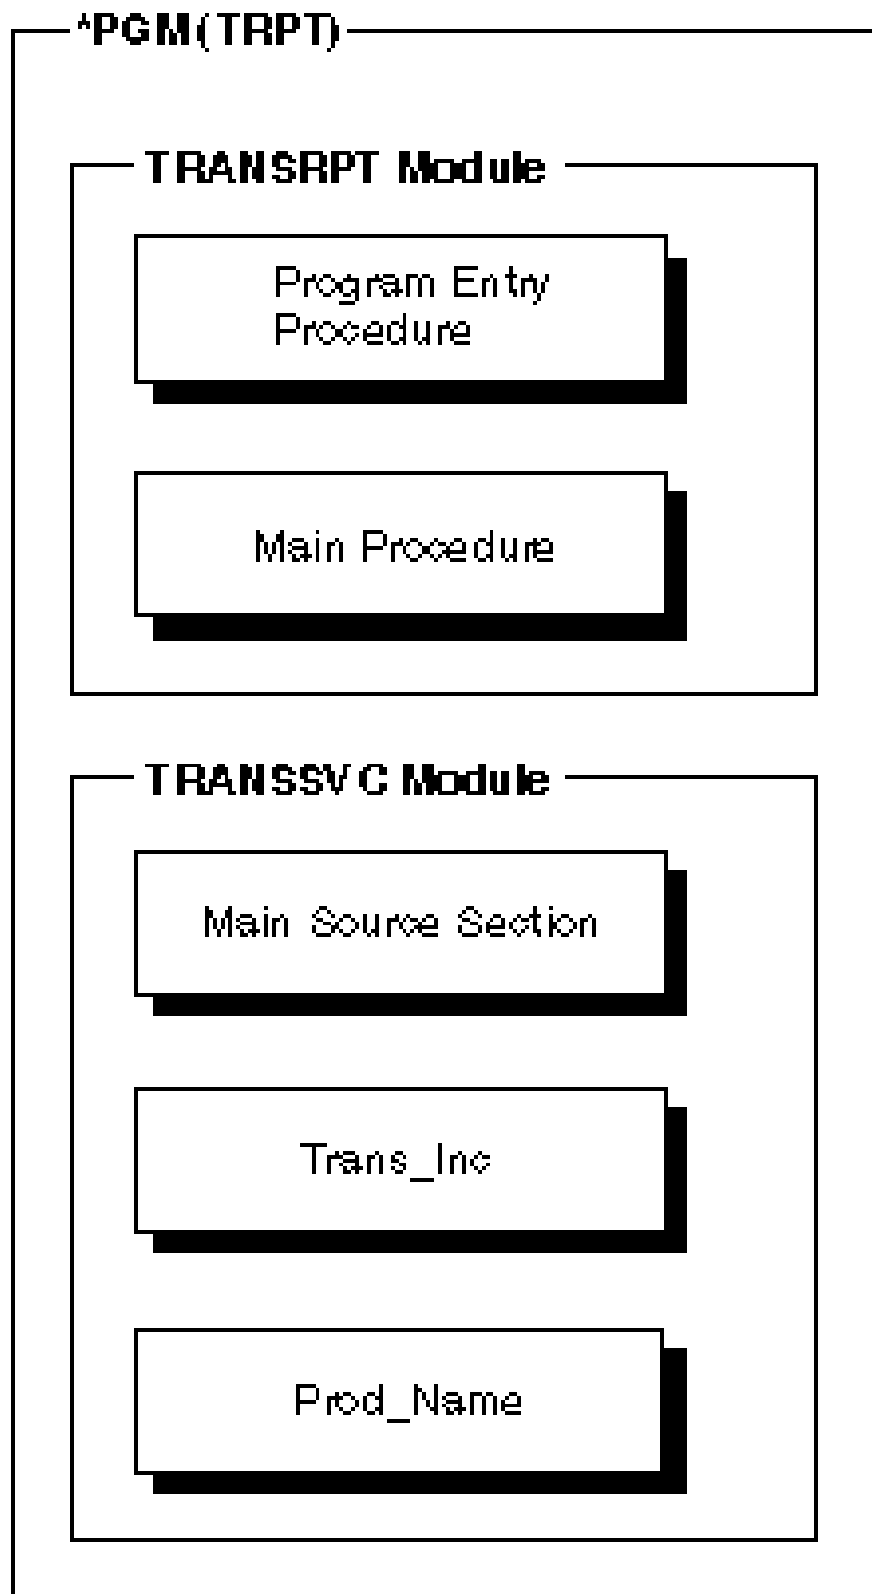 *PGM(TRPT)
TRANSRPT Module
Program Entry
Procedure
Main Procedure
TRANSSVC Module
Main Source Section
Trans_Inc
Prod_Name